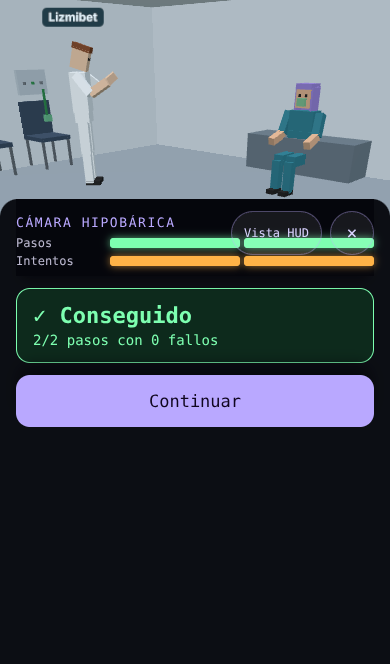 Lizmibet
CÁMARA HIPOBÁRICA
Vista HUD
✕
Pasos
Intentos
✓ Conseguido
2/2 pasos con 0 fallos
Continuar